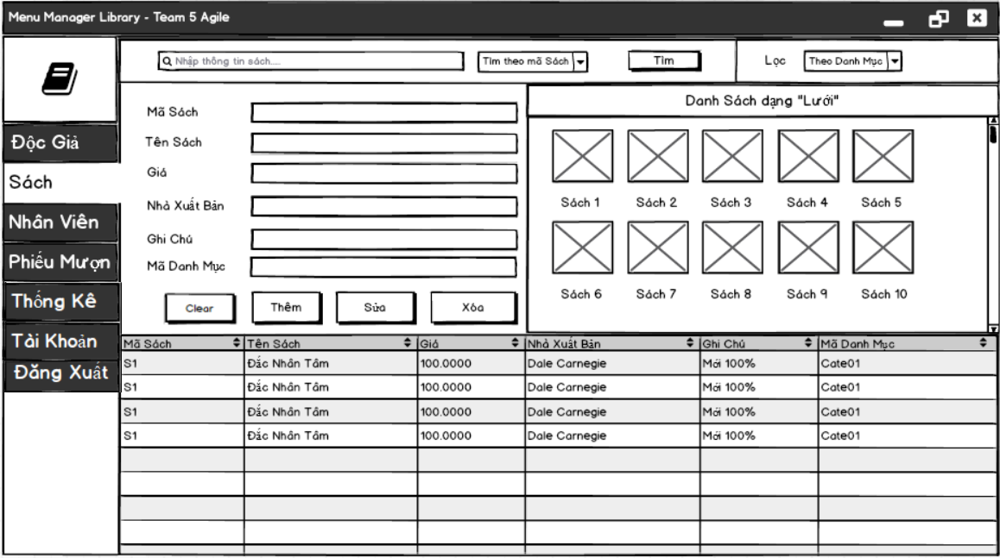 Menu Manager Library - Team 5 Agile
Nhập thông tin sách....
Tìm theo mã Sách
Tìm
Lọc
Theo Danh Mục
Độc Giả
Sách
Nhân Viên
Phiếu Mượn
Thống Kê
Tài Khoản
Đăng Xuất
Mã Sách
Tên Sách
Giá
Nhà Xuất Bản
Ghi Chú
Mã Danh Mục
Clear
Thêm
Sửa
Xóa
Danh Sách dạng "Lưới"
Sách 1 Sách 2 Sách 3 Sách 4 Sách 5
Sách 6 Sách 7 Sách 8 Sách 9 Sách 10
Mã Sách Tên Sách Giá Nhà Xuất Bản Ghi Chú Mã Danh Mục
S1 Đắc Nhân Tâm 100.0000 Dale Carnegie Mới 100% Cate01
S1 Đắc Nhân Tâm 100.0000 Dale Carnegie Mới 100% Cate01
S1 Đắc Nhân Tâm 100.0000 Dale Carnegie Mới 100% Cate01
S1 Đắc Nhân Tâm 100.0000 Dale Carnegie Mới 100% Cate01